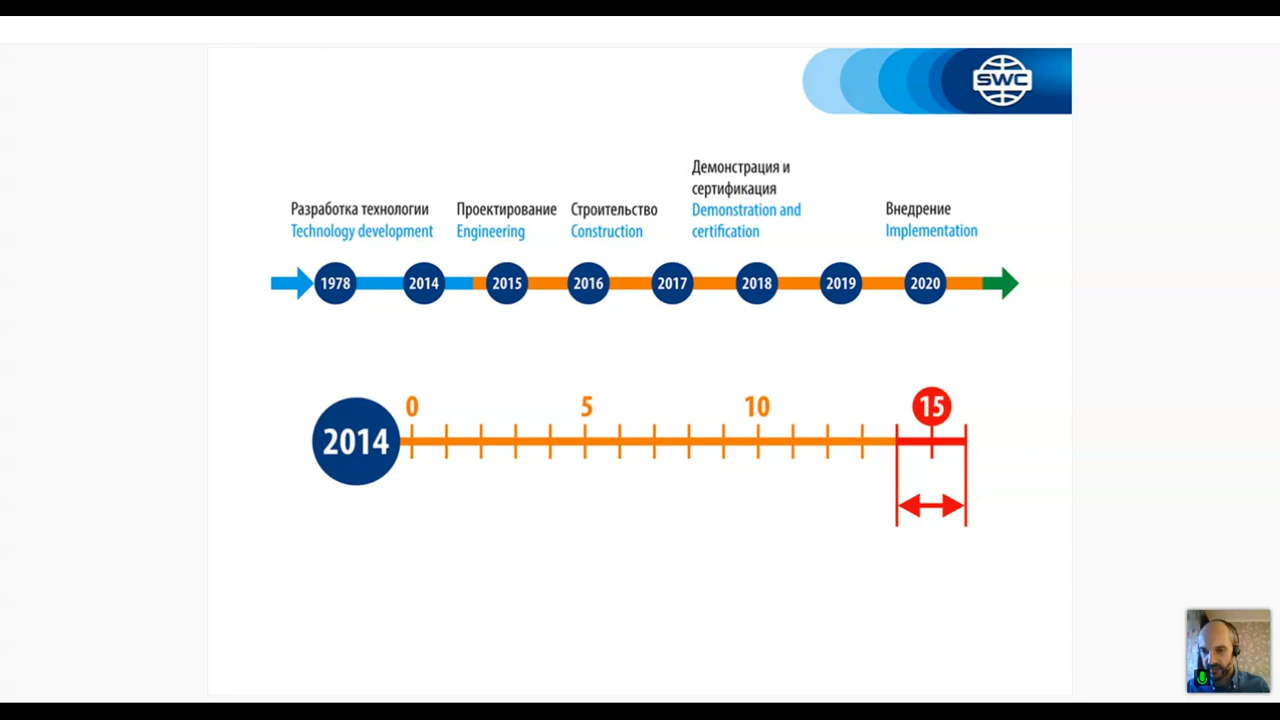 SWC
Демонстрация и
сертификация
Demonstration and
certification
Разработка технологии
Technology development
Проектирование
Engineering
Строительство
Construction
Внедрение
Implementation
1978 2014 2015 2016 2017 2018 2019 2020
0 5 10 15
2014